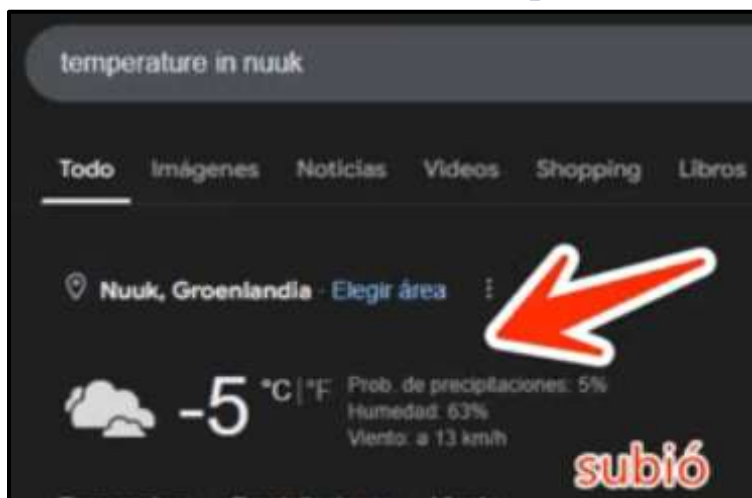 temperature in nuuk
Todo Imágenes Noticias Videos Shopping Libros
Nuuk, Groenlandia · Elegir área
-5 °C | °F
Prob. de precipitaciones: 5%
Humedad: 63%
Viento: a 13 km/h
subió